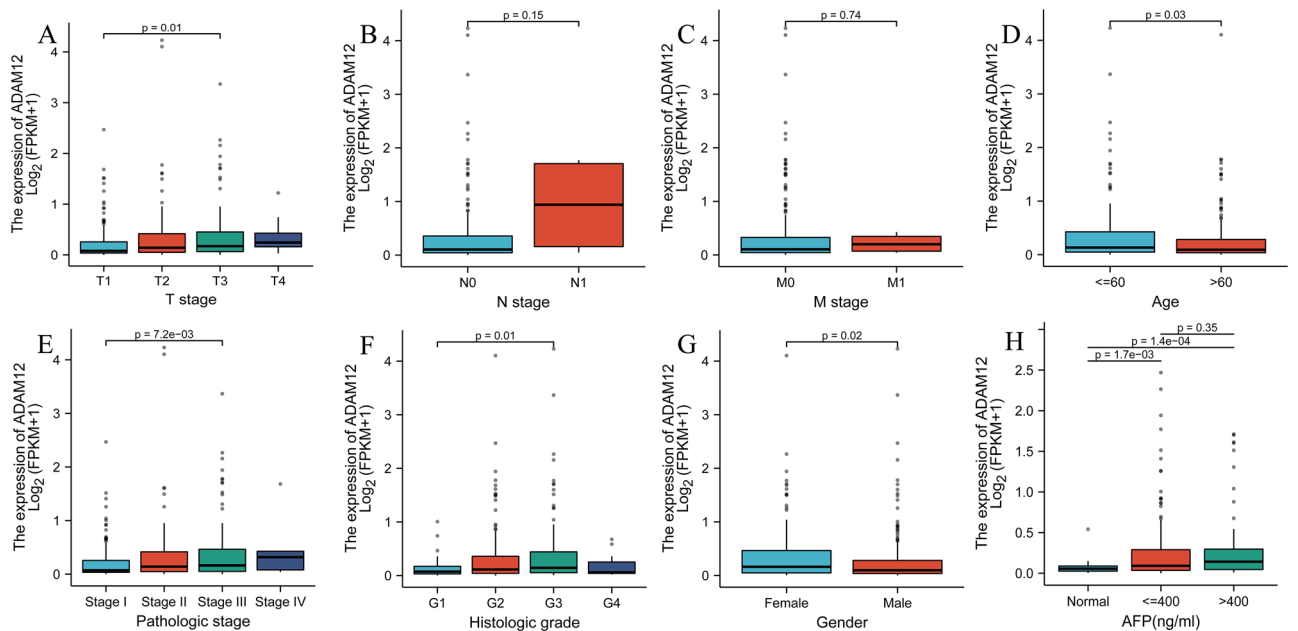 A
p = 0.01
The expression of ADAM12
Log2 (FPKM+1)
4
3
2
1
0
T1 T2 T3 T4
T stage
B
p = 0.15
The expression of ADAM12
Log2 (FPKM+1)
4
3
2
1
0
N0 N1
N stage
C
p = 0.74
The expression of ADAM12
Log2 (FPKM+1)
4
3
2
1
0
M0 M1
M stage
D
p = 0.03
The expression of ADAM12
Log2 (FPKM+1)
4
3
2
1
0
<=60 >60
Age
E
p = 7.2e−03
The expression of ADAM12
Log2 (FPKM+1)
4
3
2
1
0
Stage I Stage II Stage III Stage IV
Pathologic stage
F
p = 0.01
The expression of ADAM12
Log2 (FPKM+1)
4
3
2
1
0
G1 G2 G3 G4
Histologic grade
G
p = 0.02
The expression of ADAM12
Log2 (FPKM+1)
4
3
2
1
0
Female Male
Gender
H
p = 0.35
p = 1.4e−04
p = 1.7e−03
The expression of ADAM12
Log2 (FPKM+1)
2.5
2.0
1.5
1.0
0.5
0.0
Normal <=400 >400
AFP(ng/ml)